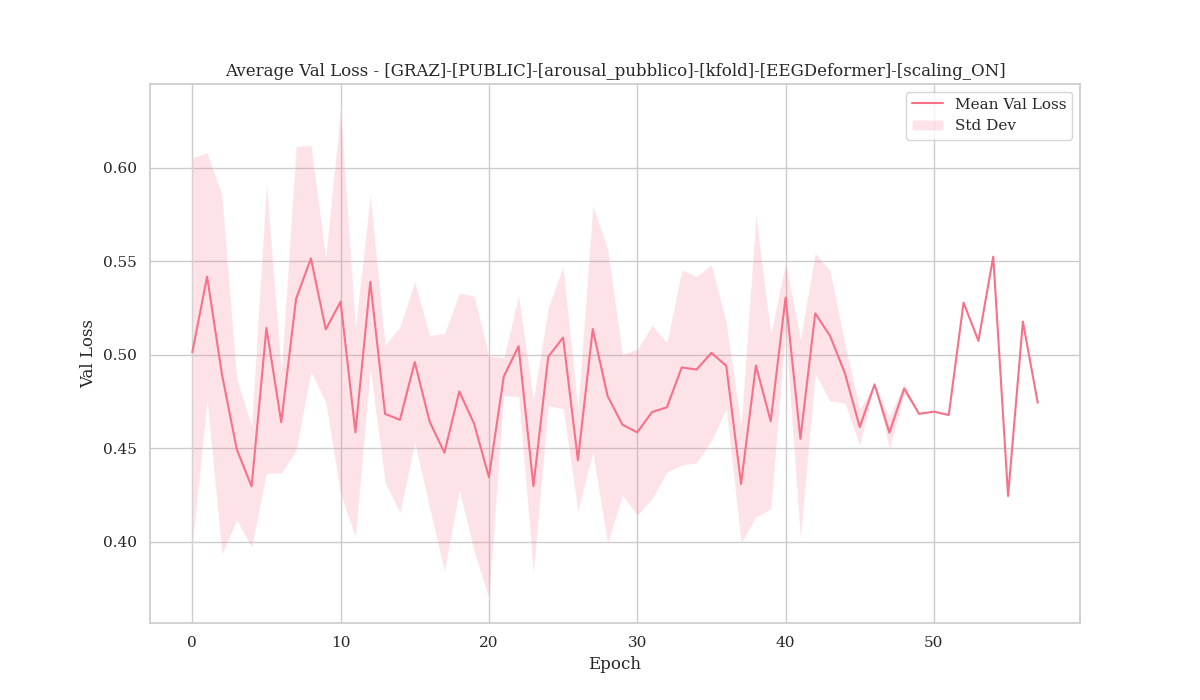 Average Val Loss - [GRAZ]-[PUBLIC]-[arousal_pubblico]-[kfold]-[EEGDeformer]-[scaling_ON]
Mean Val Loss
Std Dev
0.60
0.55
0.50
0.45
0.40
Val Loss
0 10 20 30 40 50
Epoch